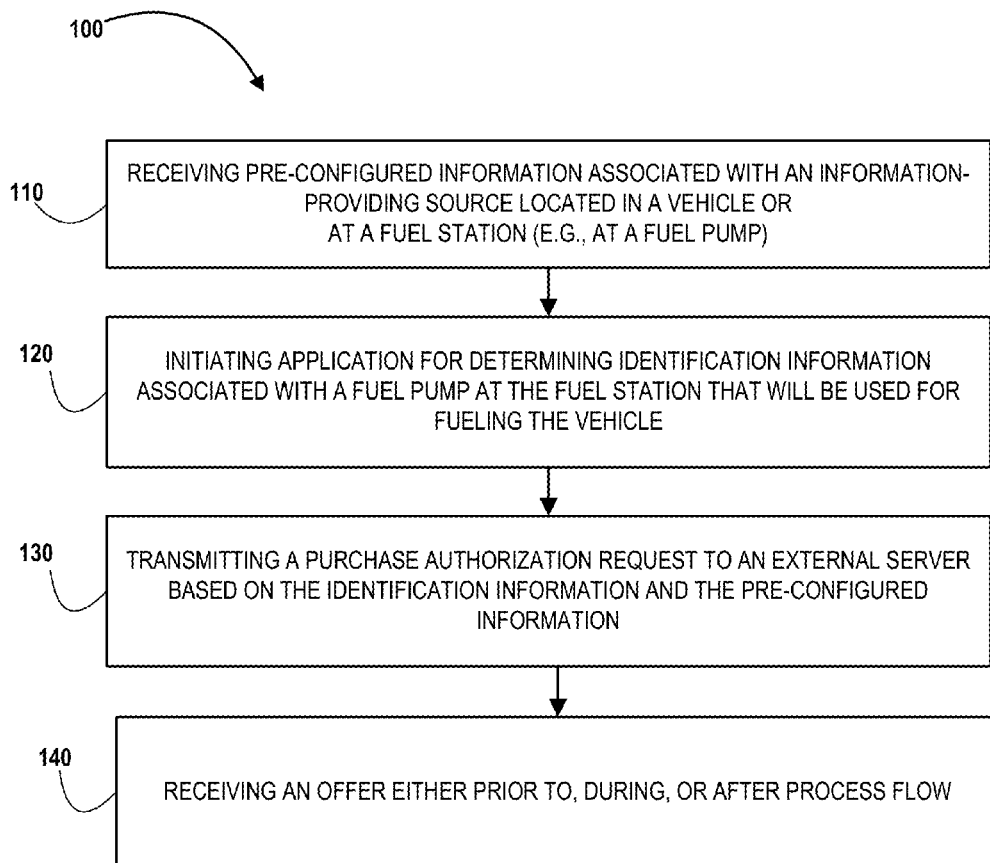 100
110
RECEIVING PRE-CONFIGURED INFORMATION ASSOCIATED WITH AN INFORMATION-
PROVIDING SOURCE LOCATED IN A VEHICLE OR
AT A FUEL STATION (E.G., AT A FUEL PUMP)
120
INITIATING APPLICATION FOR DETERMINING IDENTIFICATION INFORMATION
ASSOCIATED WITH A FUEL PUMP AT THE FUEL STATION THAT WILL BE USED FOR
FUELING THE VEHICLE
130
TRANSMITTING A PURCHASE AUTHORIZATION REQUEST TO AN EXTERNAL SERVER
BASED ON THE IDENTIFICATION INFORMATION AND THE PRE-CONFIGURED
INFORMATION
140
RECEIVING AN OFFER EITHER PRIOR TO, DURING, OR AFTER PROCESS FLOW